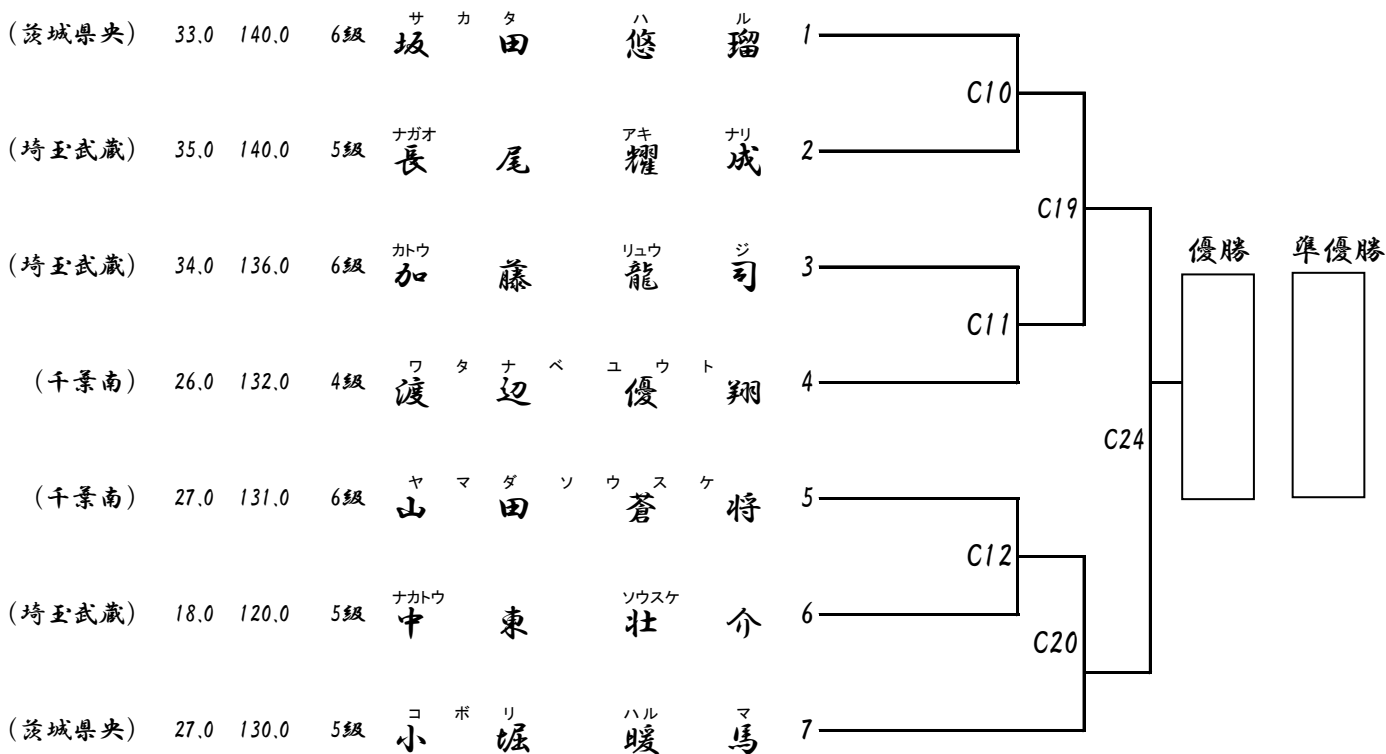 サカタ ハル
(茨城県央) 33.0 140.0 6級 坂田 悠瑠 1
C10
ナガオ アキナリ
(埼玉武蔵) 35.0 140.0 5級 長尾 耀成 2
C19
優勝 準優勝
カトウ リュウジ
(埼玉武蔵) 34.0 136.0 6級 加藤 龍司 3
C11
ワタナベ ユウト
(千葉南) 26.0 132.0 4級 渡辺 優翔 4
C24
ヤマダ ソウスケ
(千葉南) 27.0 131.0 6級 山田 蒼将 5
C12
ナカトウ ソウスケ
(埼玉武蔵) 18.0 120.0 5級 中東 壮介 6
C20
コボリ ハルマ
(茨城県央) 27.0 130.0 5級 小堀 暖馬 7